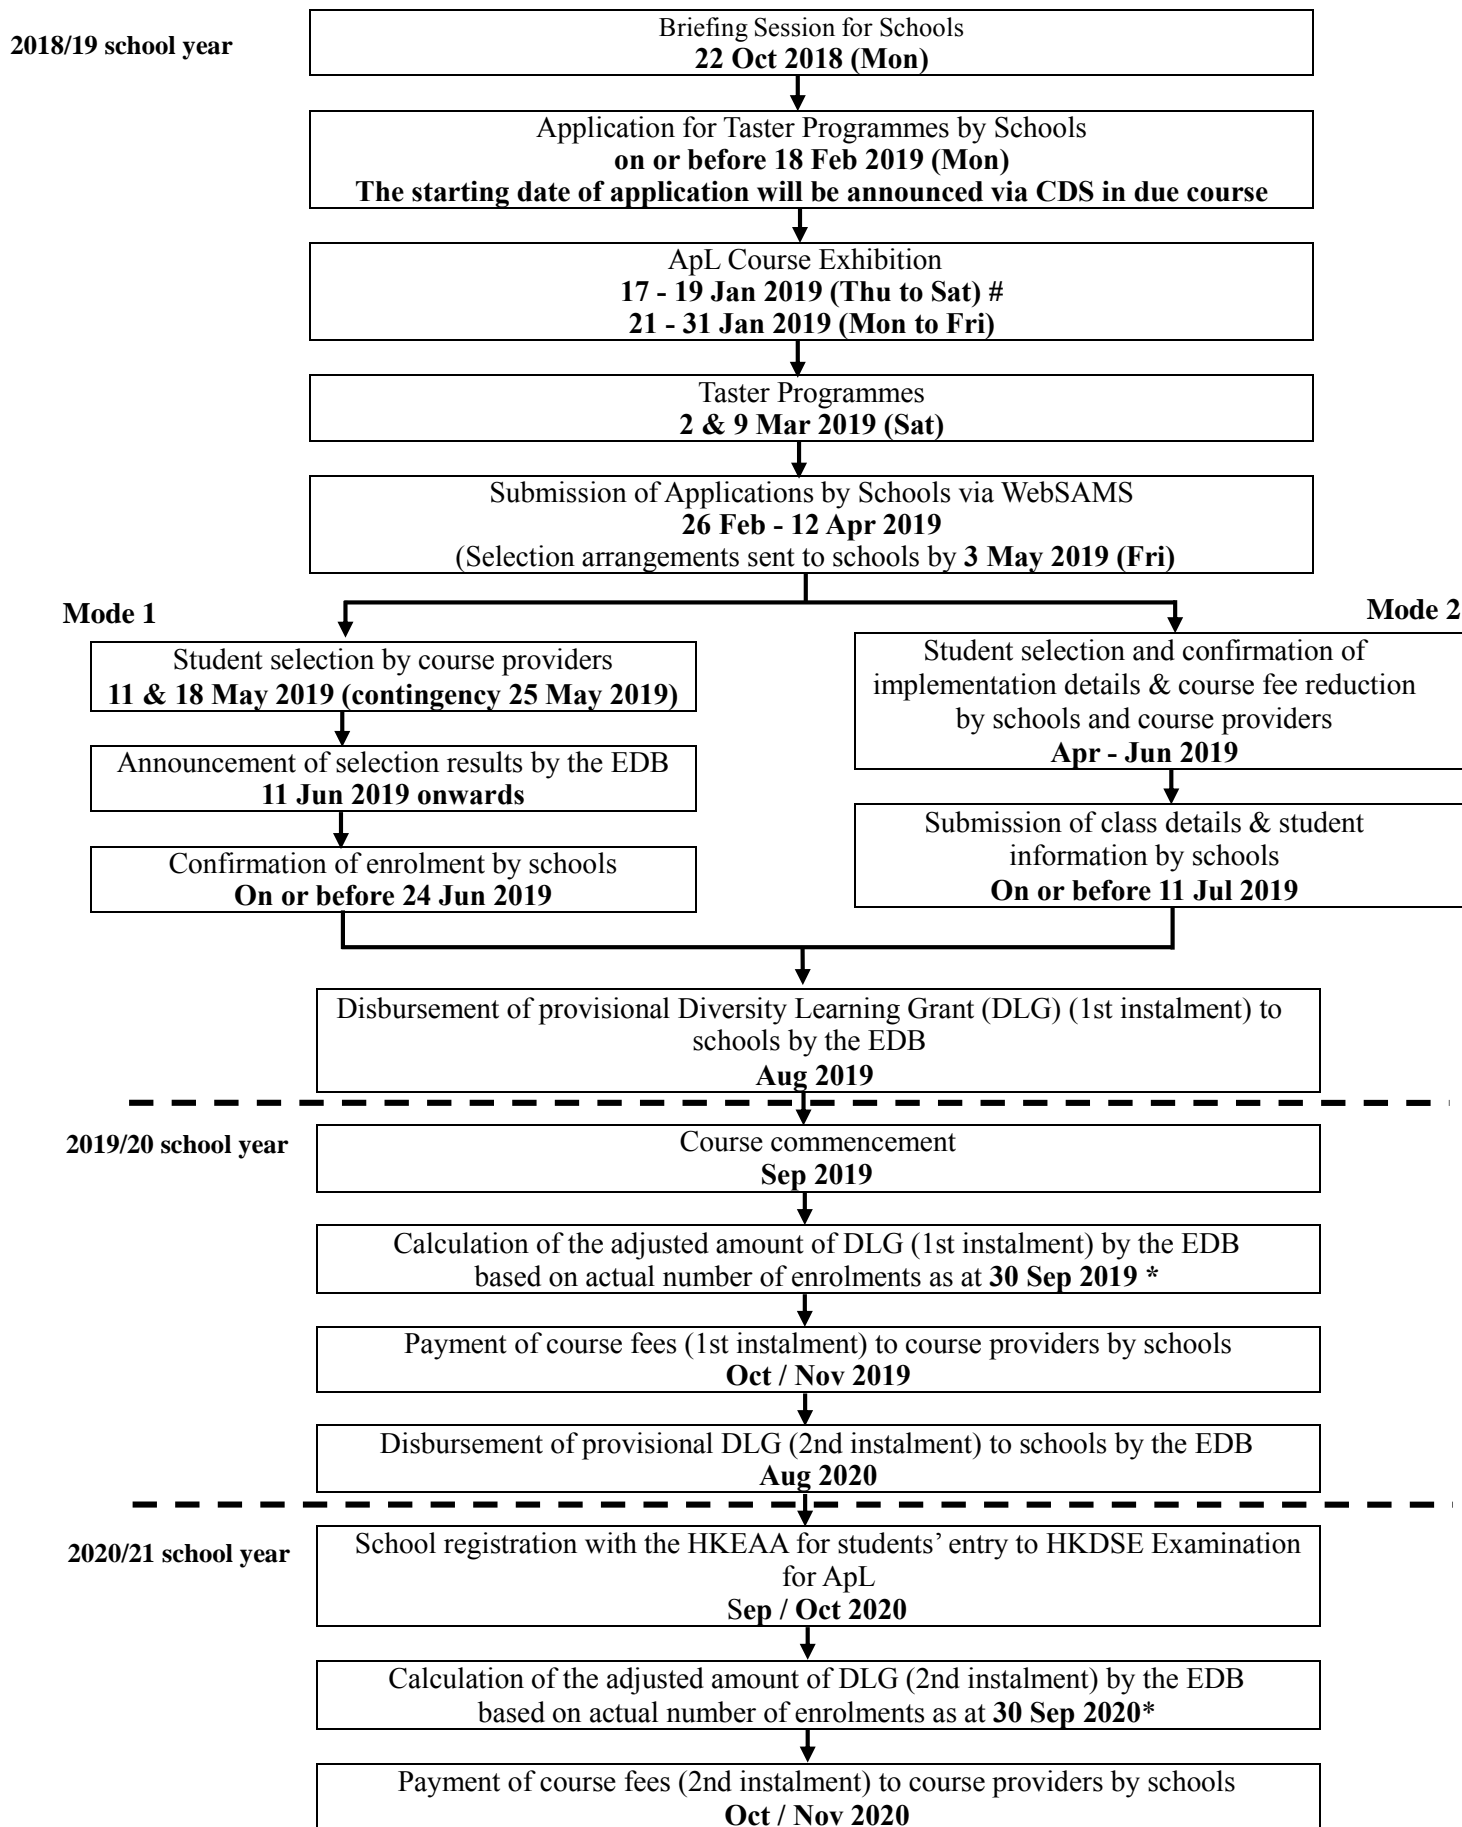 2018/19 school year
Briefing Session for Schools
22 Oct 2018 (Mon)
Application for Taster Programmes by Schools
on or before 18 Feb 2019 (Mon)
The starting date of application will be announced via CDS in due course
ApL Course Exhibition
17 - 19 Jan 2019 (Thu to Sat) #
21 - 31 Jan 2019 (Mon to Fri)
Taster Programmes
2 & 9 Mar 2019 (Sat)
Submission of Applications by Schools via WebSAMS
26 Feb - 12 Apr 2019
(Selection arrangements sent to schools by 3 May 2019 (Fri)
Mode 1
Student selection by course providers
11 & 18 May 2019 (contingency 25 May 2019)
Announcement of selection results by the EDB
11 Jun 2019 onwards
Confirmation of enrolment by schools
On or before 24 Jun 2019
Mode 2
Student selection and confirmation of
implementation details & course fee reduction
by schools and course providers
Apr - Jun 2019
Submission of class details & student
information by schools
On or before 11 Jul 2019
Disbursement of provisional Diversity Learning Grant (DLG) (1st instalment) to
schools by the EDB
Aug 2019
2019/20 school year
Course commencement
Sep 2019
Calculation of the adjusted amount of DLG (1st instalment) by the EDB
based on actual number of enrolments as at 30 Sep 2019 *
Payment of course fees (1st instalment) to course providers by schools
Oct / Nov 2019
Disbursement of provisional DLG (2nd instalment) to schools by the EDB
Aug 2020
2020/21 school year
School registration with the HKEAA for students’ entry to HKDSE Examination
for ApL
Sep / Oct 2020
Calculation of the adjusted amount of DLG (2nd instalment) by the EDB
based on actual number of enrolments as at 30 Sep 2020*
Payment of course fees (2nd instalment) to course providers by schools
Oct / Nov 2020